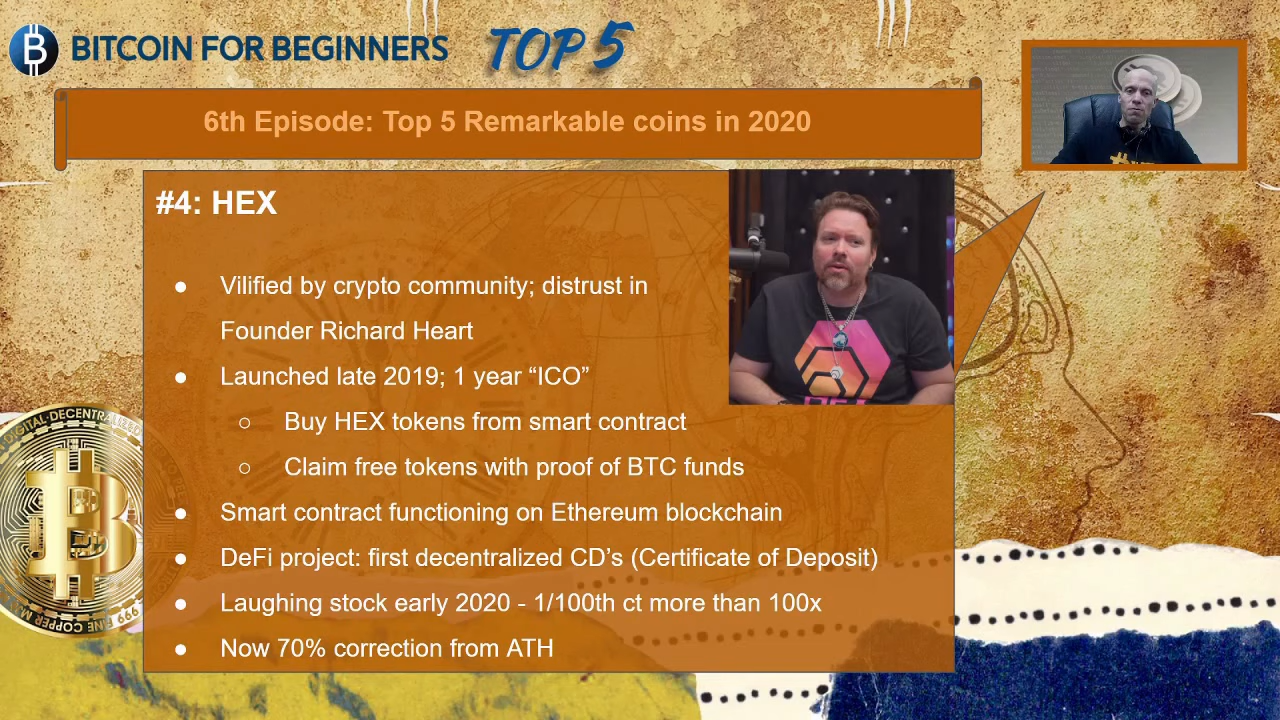 BITCOIN FOR BEGINNERS TOP 5
6th Episode: Top 5 Remarkable coins in 2020
#4: HEX
● Vilified by crypto community; distrust in
Founder Richard Heart
● Launched late 2019; 1 year “ICO”
○ Buy HEX tokens from smart contract
○ Claim free tokens with proof of BTC funds
● Smart contract functioning on Ethereum blockchain
● DeFi project: first decentralized CD’s (Certificate of Deposit)
● Laughing stock early 2020 - 1/100th ct more than 100x
● Now 70% correction from ATH
DIGITAL·DECENTRALIZED
FINE COPPER M